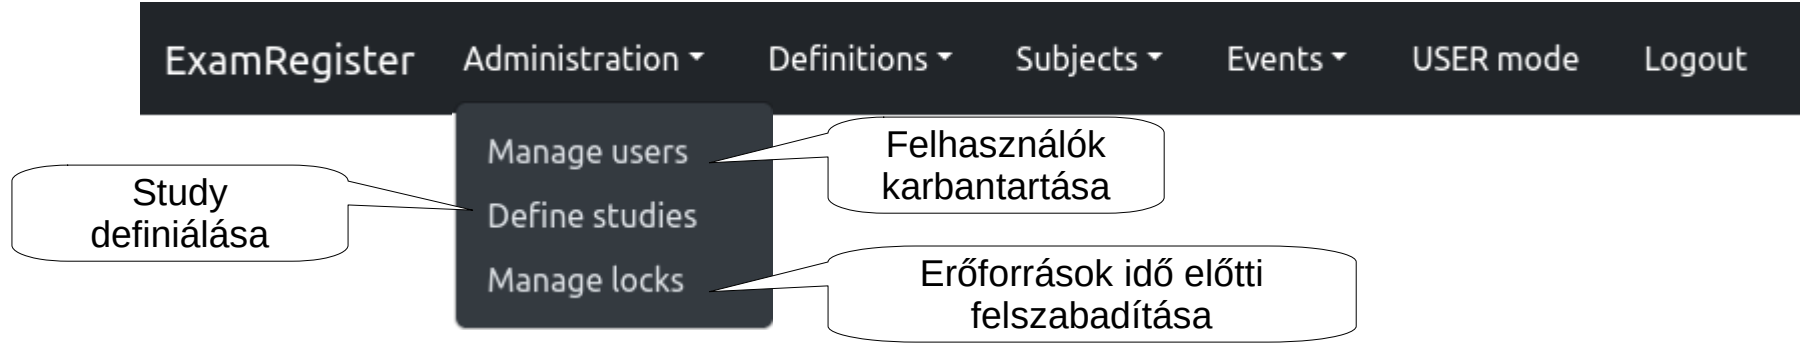 ExamRegister Administration Definitions Subjects Events USER mode Logout
Manage users
Define studies
Manage locks
Felhasználók
karbantartása
Study
definiálása
Erőforrások idő előtti
felszabadítása